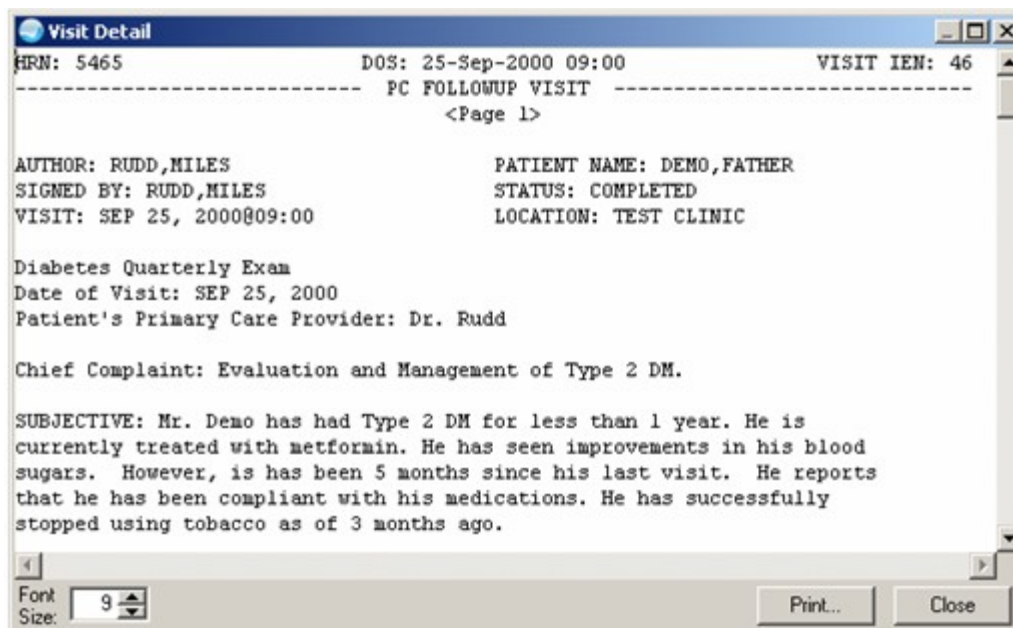 Visit Detail
HRN: 5465 DOS: 25-Sep-2000 09:00 VISIT IEN: 46
----------------------------- PC FOLLOWUP VISIT ------------------------------
<Page 1>
AUTHOR: RUDD,MILES PATIENT NAME: DEMO,FATHER
SIGNED BY: RUDD,MILES STATUS: COMPLETED
VISIT: SEP 25, 2000@09:00 LOCATION: TEST CLINIC
Diabetes Quarterly Exam
Date of Visit: SEP 25, 2000
Patient's Primary Care Provider: Dr. Rudd
Chief Complaint: Evaluation and Management of Type 2 DM.
SUBJECTIVE: Mr. Demo has had Type 2 DM for less than 1 year. He is
currently treated with metformin. He has seen improvements in his blood
sugars.  However, is has been 5 months since his last visit.  He reports
that he has been compliant with his medications. He has successfully
stopped using tobacco as of 3 months ago.
Font
Size: 9 Print... Close